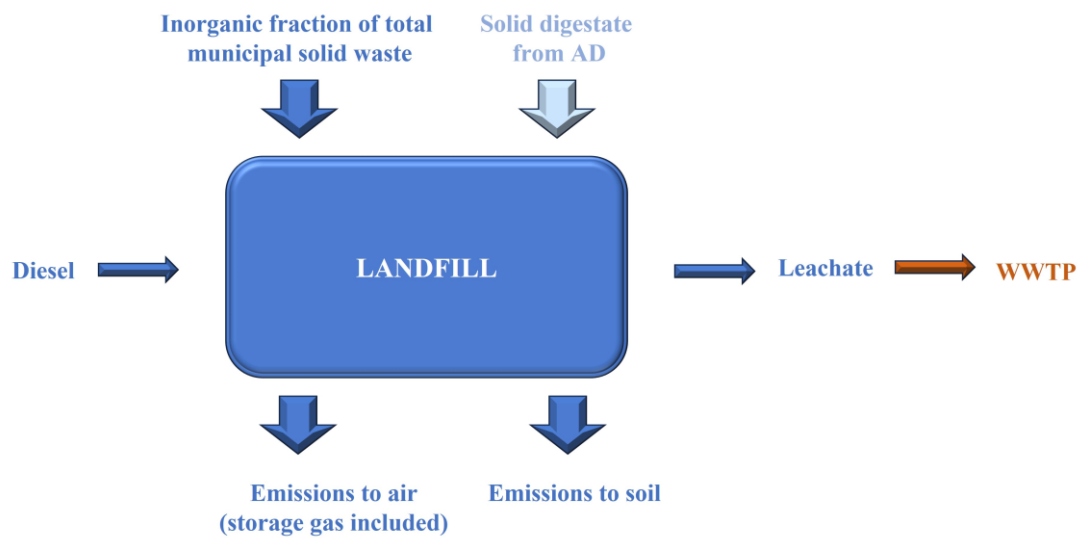 Inorganic fraction of total
municipal solid waste
Solid digestate
from AD
Diesel
LANDFILL
Leachate
WWTP
Emissions to air
(storage gas included)
Emissions to soil